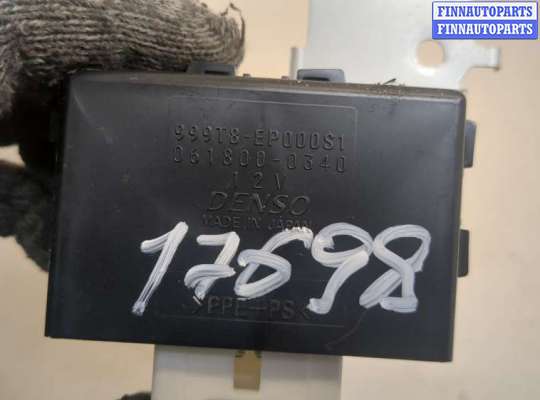 FINNAUTOPARTS
FINNAUTOPARTS
999T8-EP000S1
061800-0340
12V
DENSO
MADE IN JAPAN
17698
>PPE+PS<